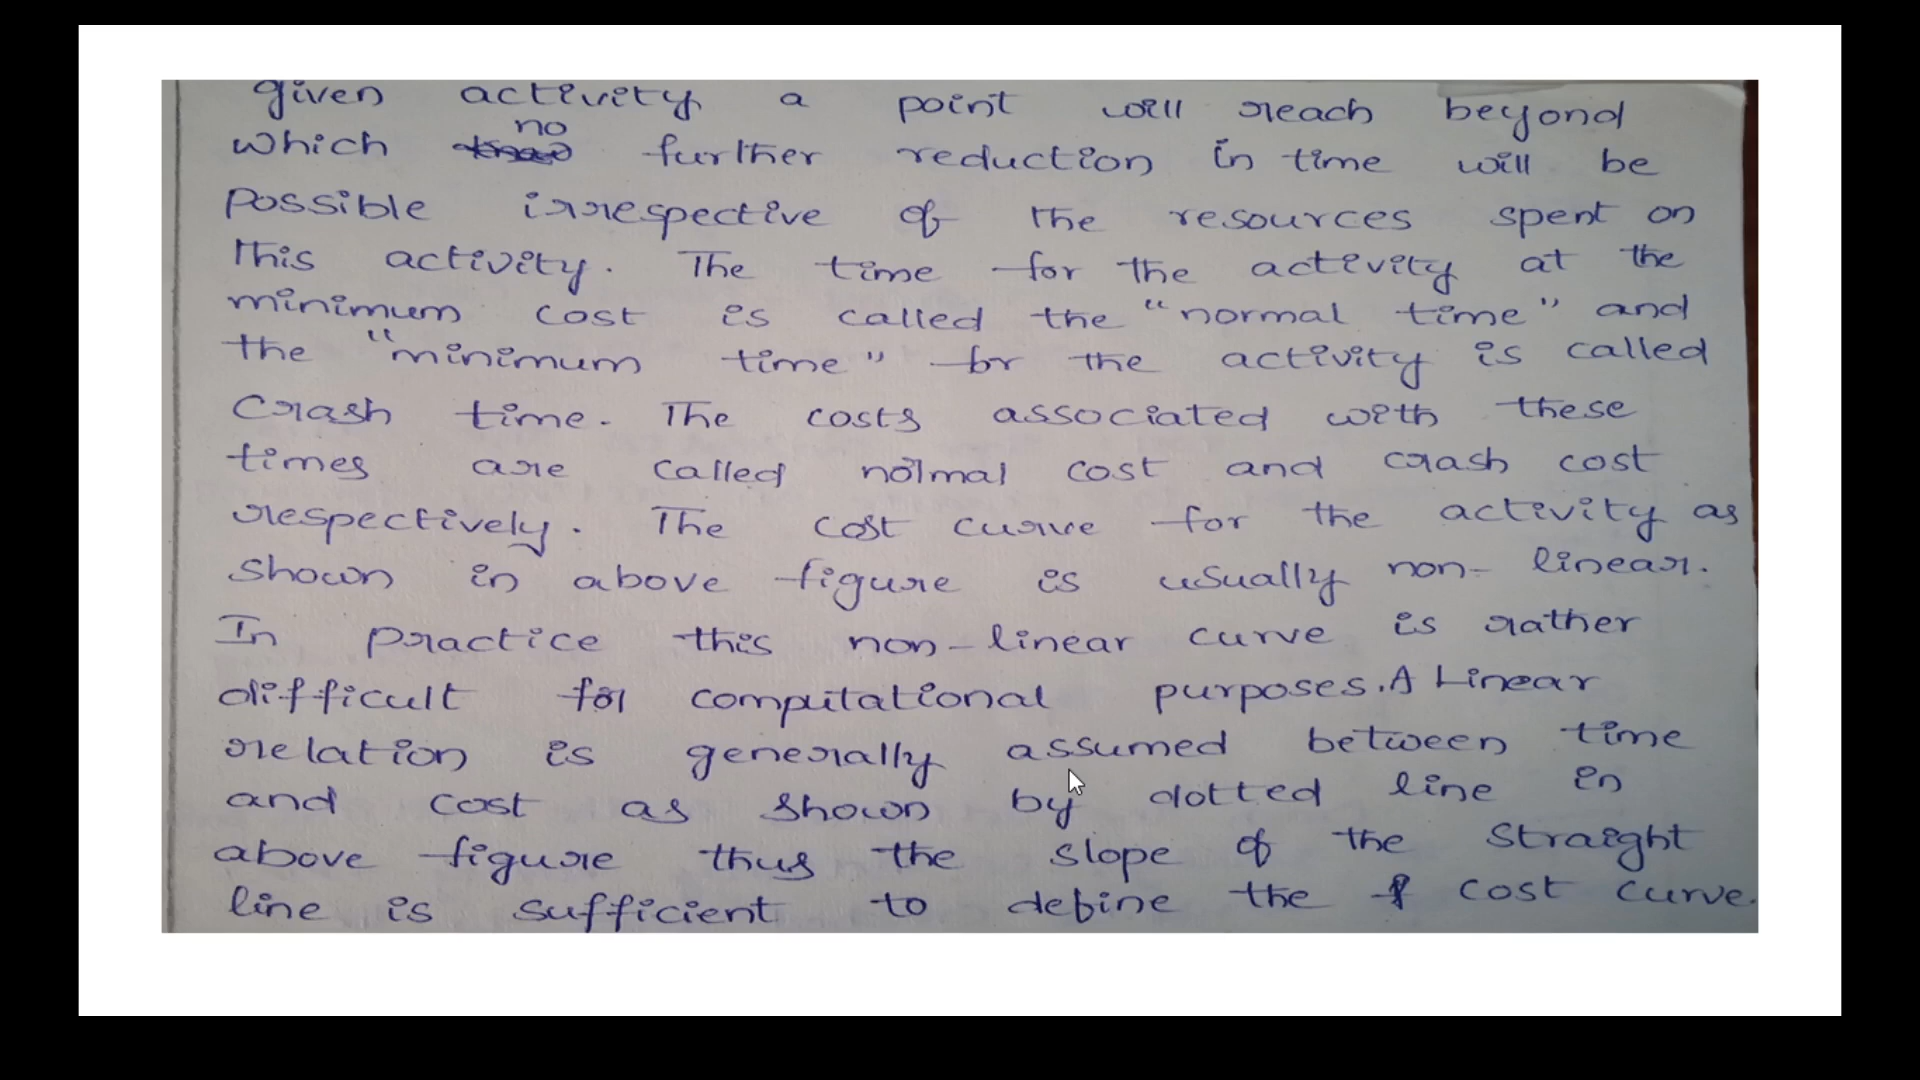 given activity a point will reach beyond
which no further reduction in time will be
possible irrespective of the resources spent on
this activity. The time for the activity at the
minimum cost is called the "normal time" and
the "minimum time" for the activity is called
Crash time. The costs associated with these
times are called normal cost and crash cost
respectively. The cost curve for the activity as
shown in above figure is usually non-linear.
In practice this non-linear curve is rather
difficult for computational purposes. A Linear
relation is generally assumed between time
and cost as shown by dotted line in
above figure thus the slope of the straight
line is sufficient to define the cost curve.